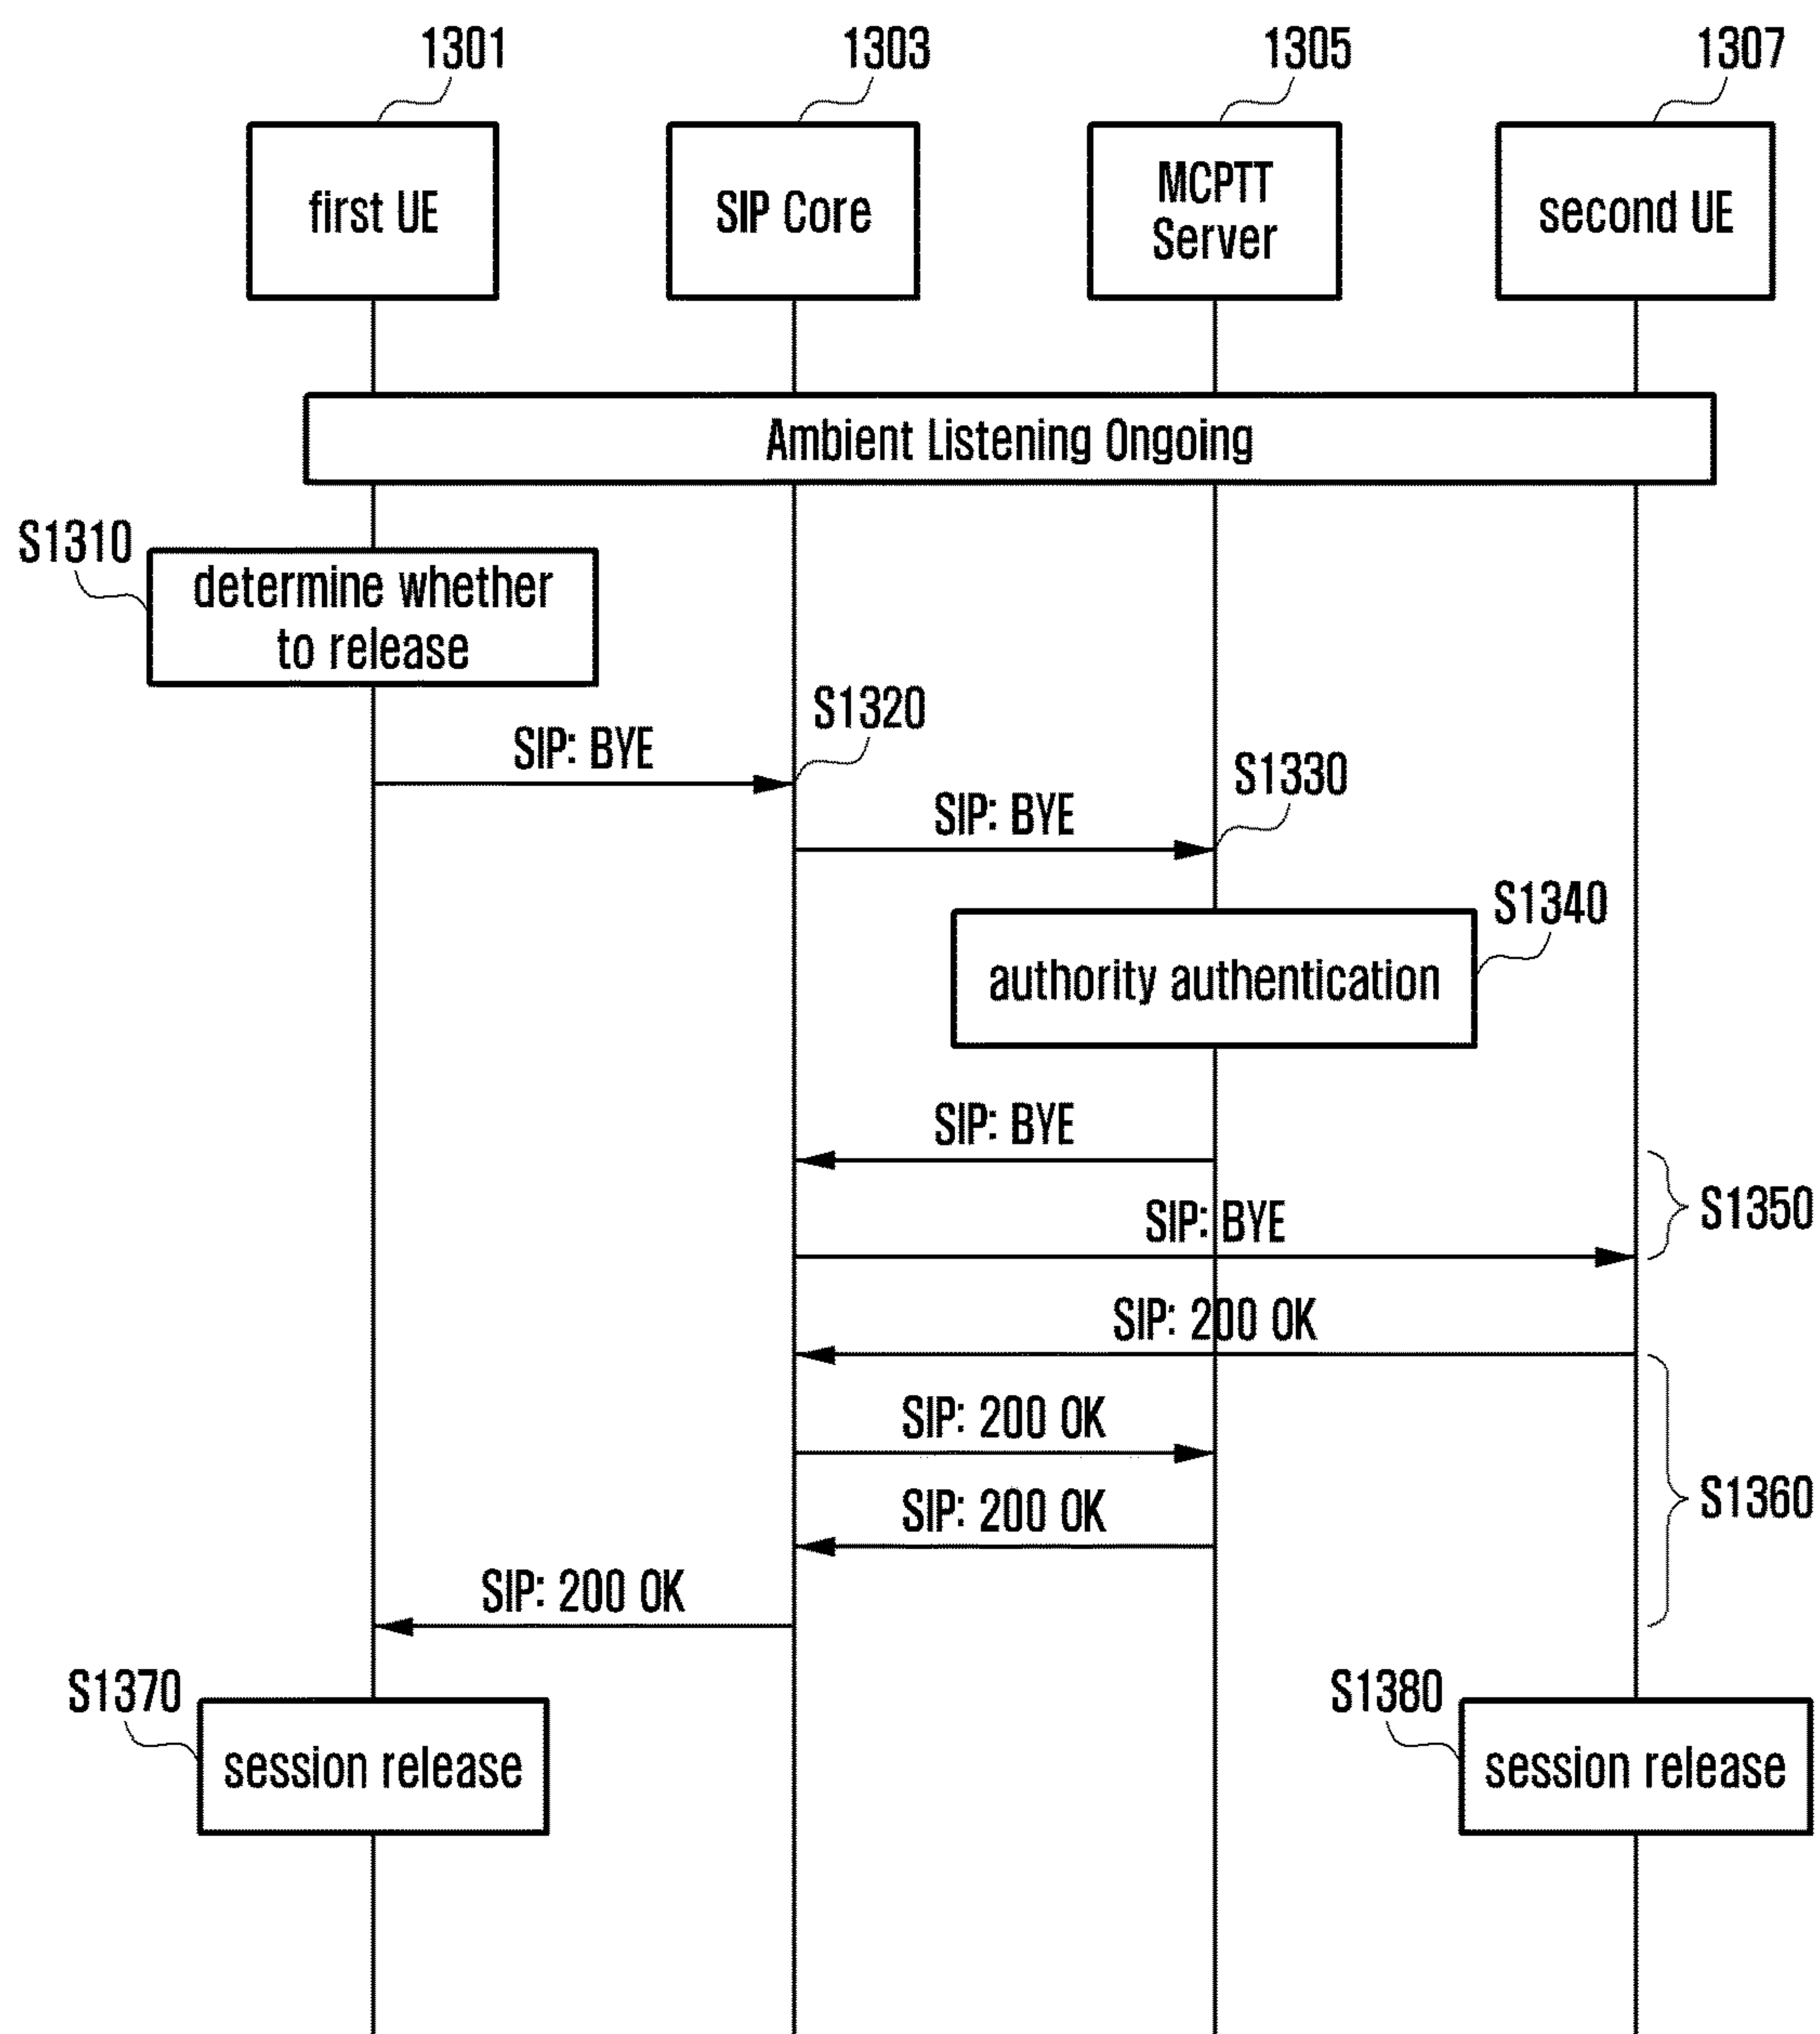 1301
1303
1305
1307
first UE
SIP Core
MCPTT
Server
second UE
Ambient Listening Ongoing
S1310
determine whether
to release
S1320
SIP: BYE
S1330
SIP: BYE
S1340
authority authentication
SIP: BYE
S1350
SIP: BYE
SIP: 200 OK
SIP: 200 OK
S1360
SIP: 200 OK
SIP: 200 OK
S1370
session release
S1380
session release